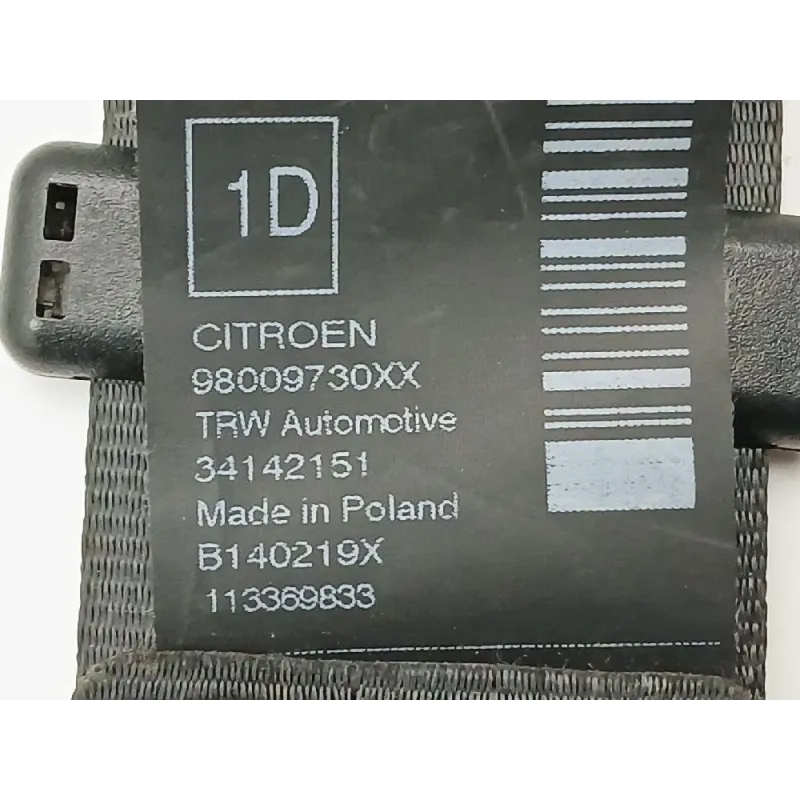 1D
CITROEN
98009730XX
TRW Automotive
34142151
Made in Poland
B140219X
113369833